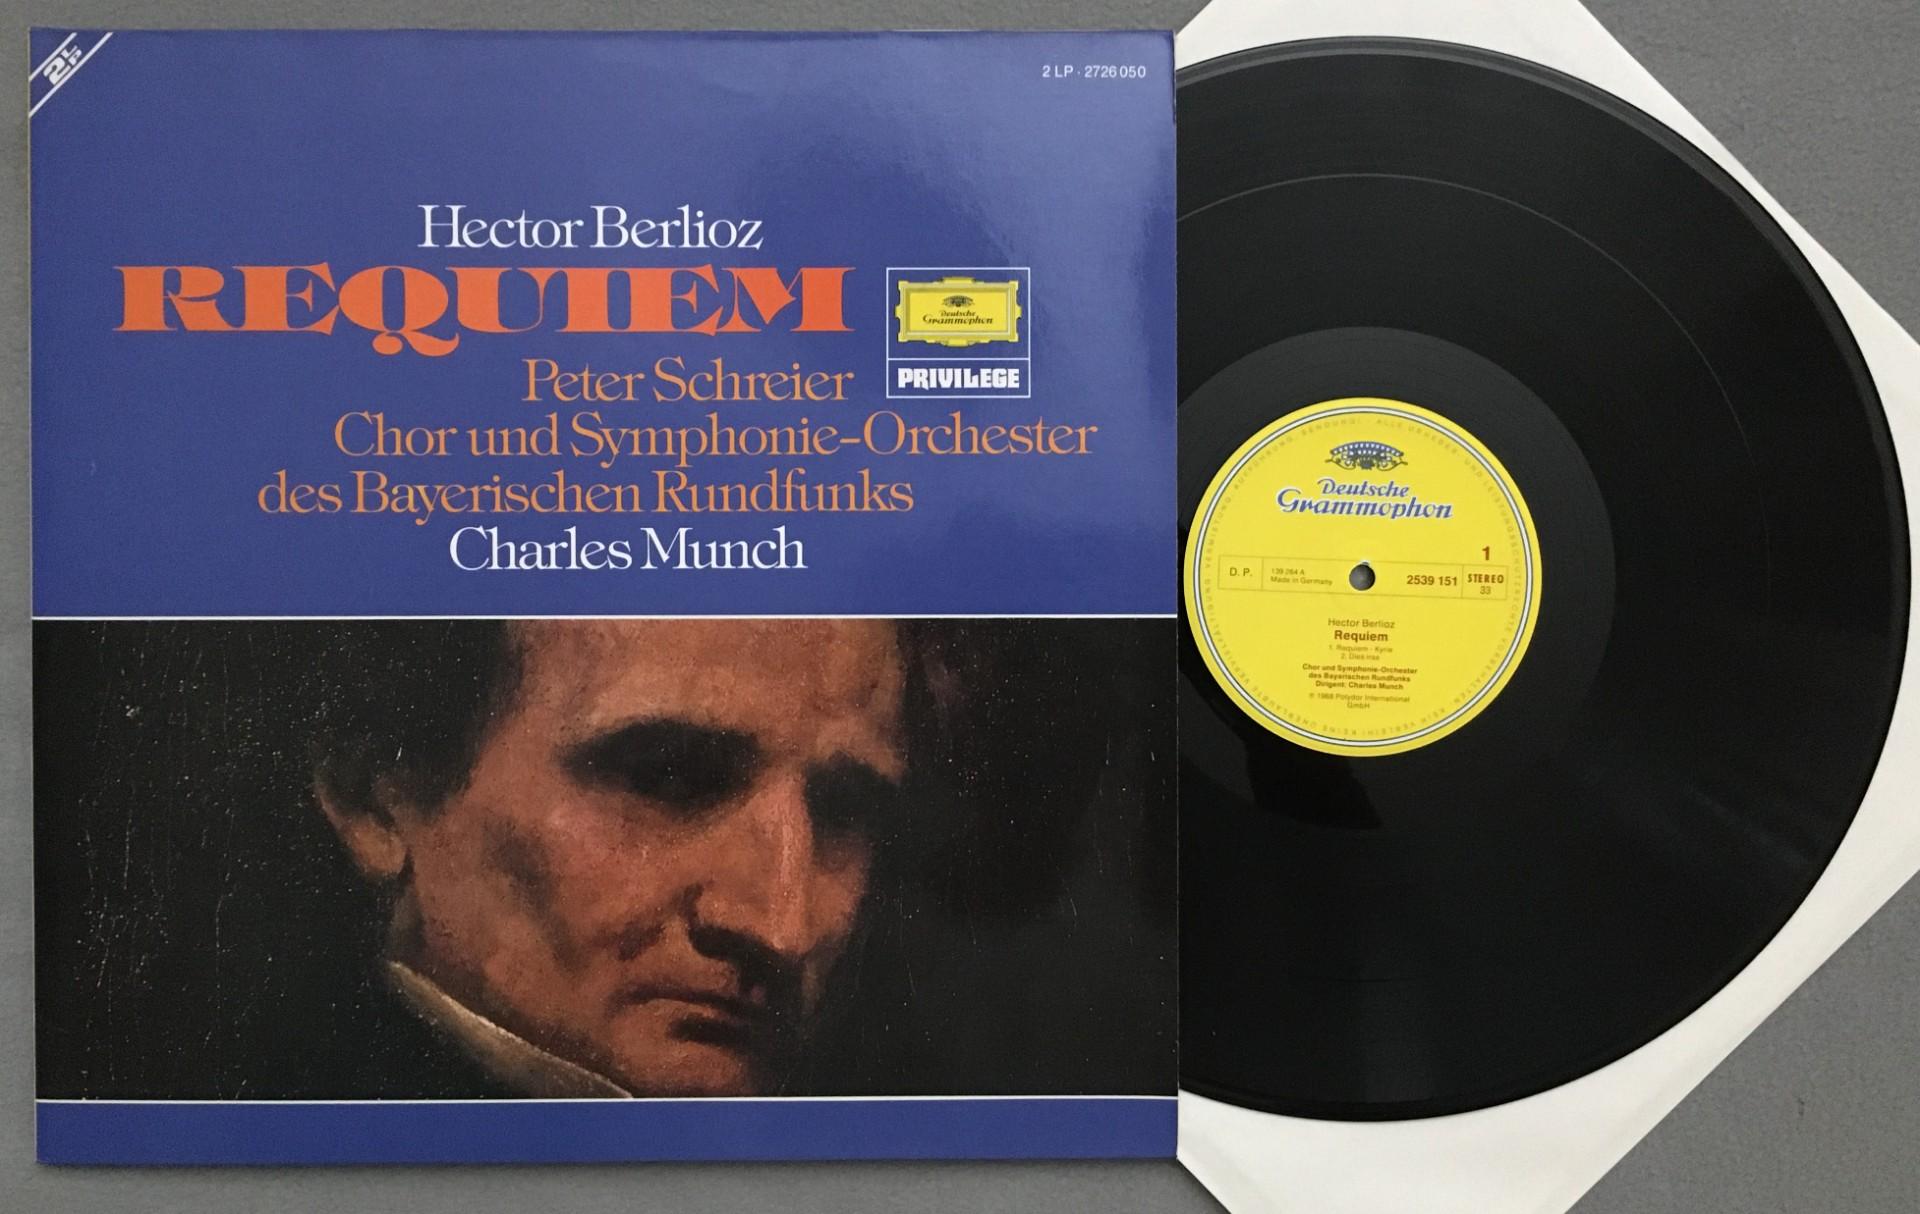 2LP
2 LP · 2726 050
Hector Berlioz
REQUIEM
Deutsche
Grammophon
PRIVILEGE
Peter Schreier
Chor und Symphonie-Orchester
des Bayerischen Rundfunks
Charles Munch
Deutsche
Grammophon
1
D. P.
139 264 A
Made in Germany
2539 151
STEREO
33
Hector Berlioz
Requiem
1. Requiem - Kyrie
2. Dies irae
Chor und Symphonie-Orchester
des Bayerischen Rundfunks
Dirigent: Charles Munch
℗ 1968 Polydor International
GmbH